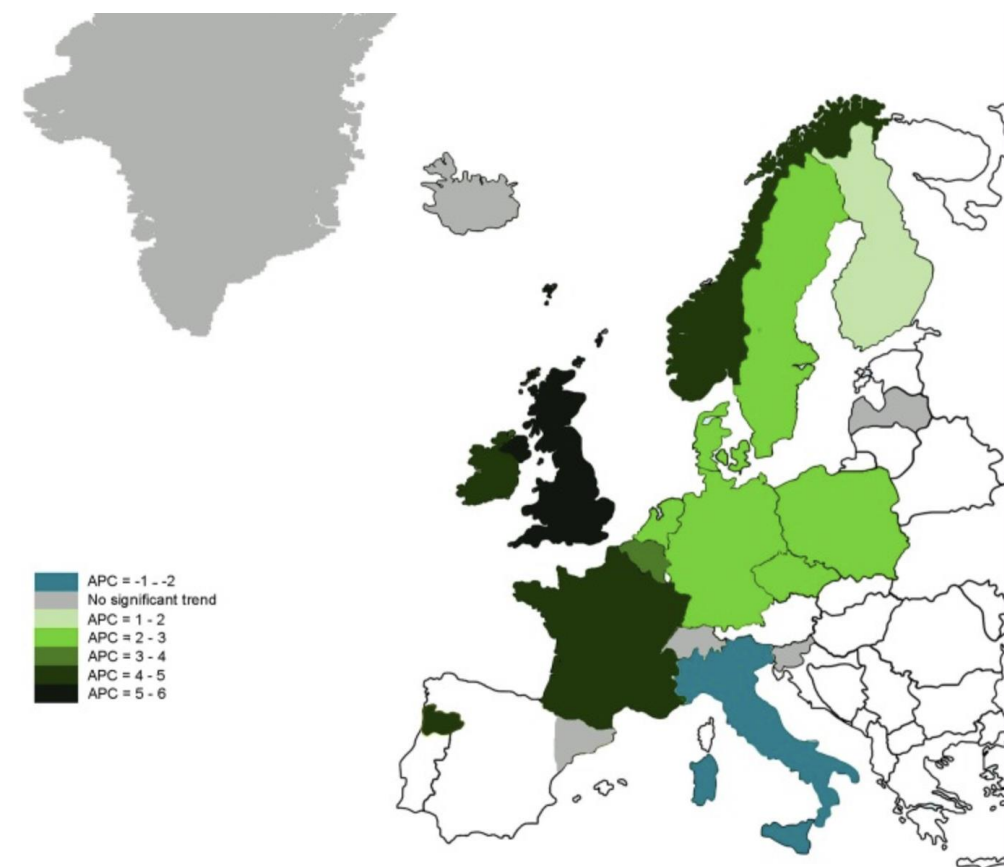 APC = -1 - -2
No significant trend
APC = 1 - 2
APC = 2 - 3
APC = 3 - 4
APC = 4 - 5
APC = 5 - 6